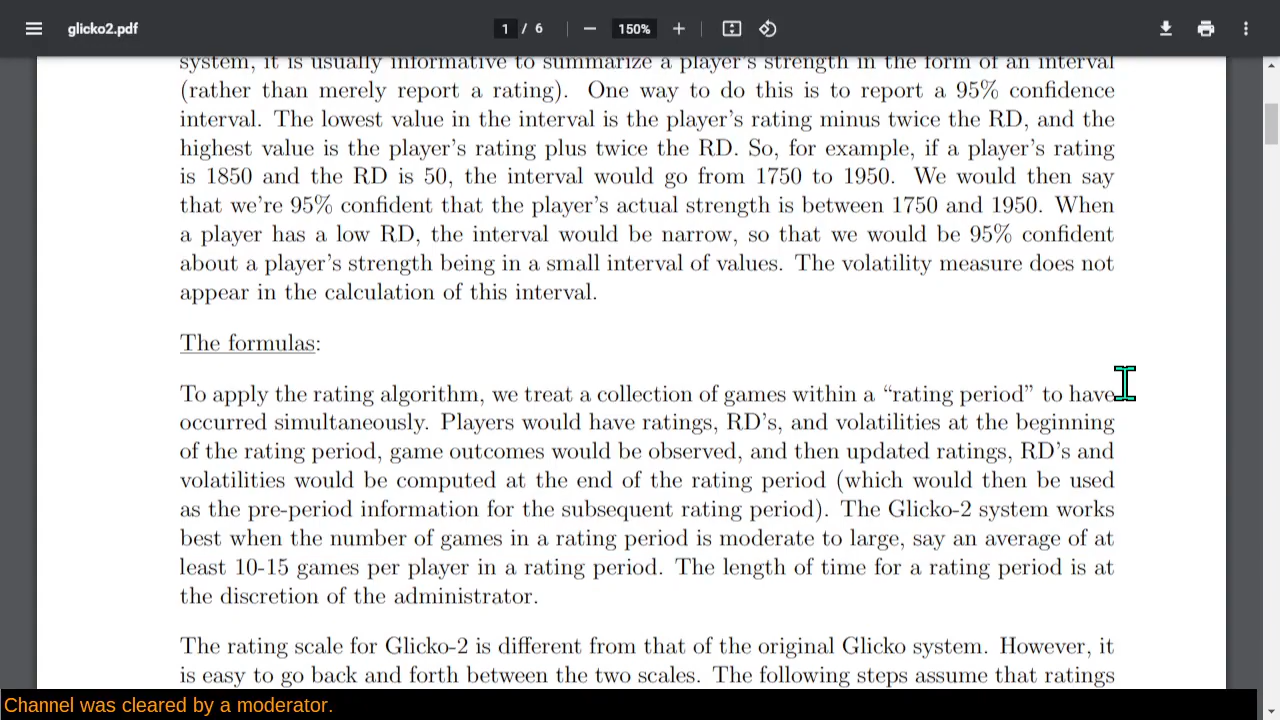 glicko2.pdf
1 / 6
150%
system, it is usually informative to summarize a player's strength in the form of an interval
(rather than merely report a rating). One way to do this is to report a 95% confidence
interval. The lowest value in the interval is the player's rating minus twice the RD, and the
highest value is the player's rating plus twice the RD. So, for example, if a player's rating
is 1850 and the RD is 50, the interval would go from 1750 to 1950. We would then say
that we're 95% confident that the player's actual strength is between 1750 and 1950. When
a player has a low RD, the interval would be narrow, so that we would be 95% confident
about a player's strength being in a small interval of values. The volatility measure does not
appear in the calculation of this interval.
The formulas:
To apply the rating algorithm, we treat a collection of games within a “rating period” to have
occurred simultaneously. Players would have ratings, RD's, and volatilities at the beginning
of the rating period, game outcomes would be observed, and then updated ratings, RD's and
volatilities would be computed at the end of the rating period (which would then be used
as the pre-period information for the subsequent rating period). The Glicko-2 system works
best when the number of games in a rating period is moderate to large, say an average of at
least 10-15 games per player in a rating period. The length of time for a rating period is at
the discretion of the administrator.
The rating scale for Glicko-2 is different from that of the original Glicko system. However, it
is easy to go back and forth between the two scales. The following steps assume that ratings
Channel was cleared by a moderator.